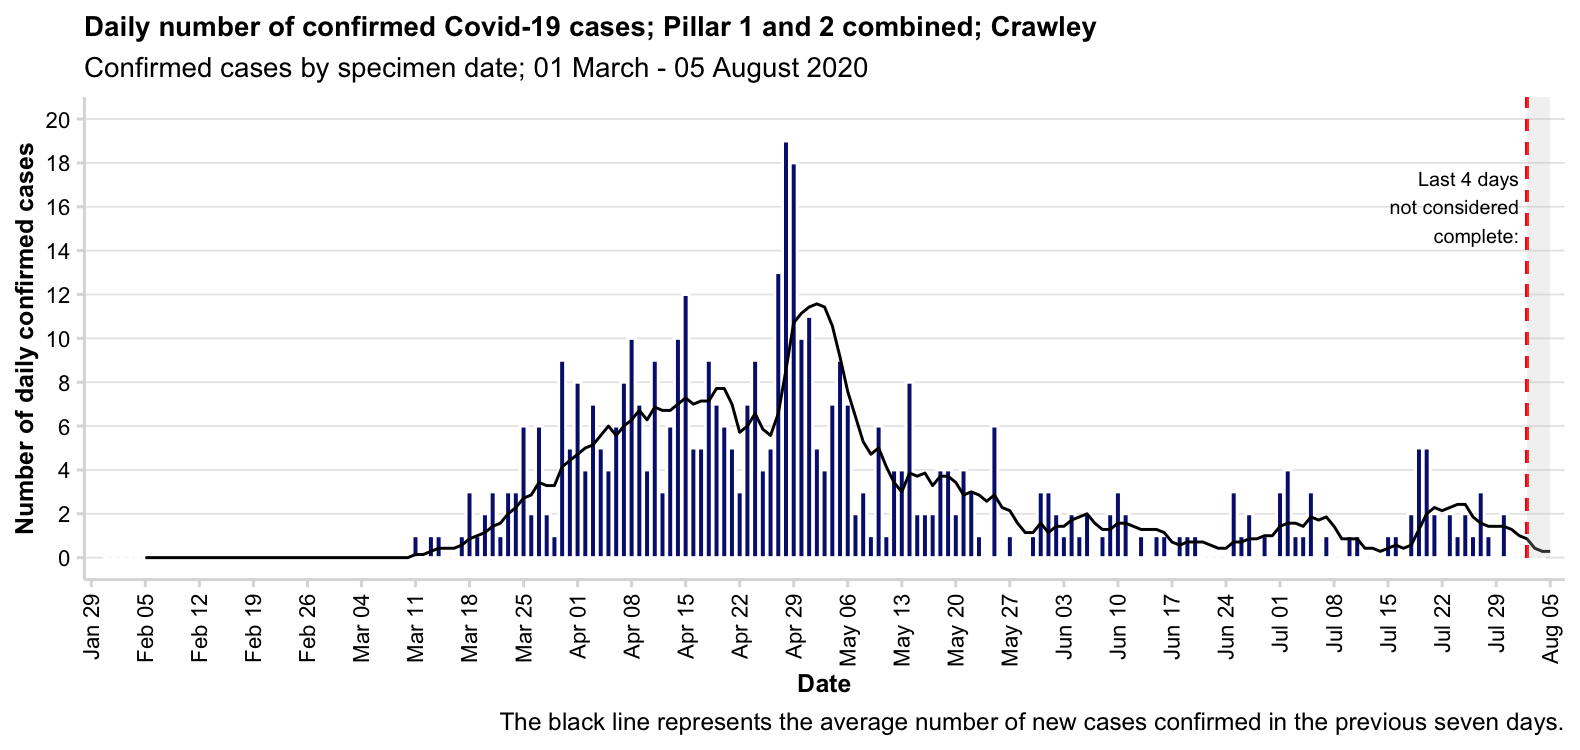 Daily number of confirmed Covid-19 cases; Pillar 1 and 2 combined; Crawley
Confirmed cases by specimen date; 01 March - 05 August 2020
Number of daily confirmed cases
20
18
16
14
12
10
8
6
4
2
0
Last 4 days
not considered
complete:
Jan 29
Feb 05
Feb 12
Feb 19
Feb 26
Mar 04
Mar 11
Mar 18
Mar 25
Apr 01
Apr 08
Apr 15
Apr 22
Apr 29
May 06
May 13
May 20
May 27
Jun 03
Jun 10
Jun 17
Jun 24
Jul 01
Jul 08
Jul 15
Jul 22
Jul 29
Aug 05
Date
The black line represents the average number of new cases confirmed in the previous seven days.